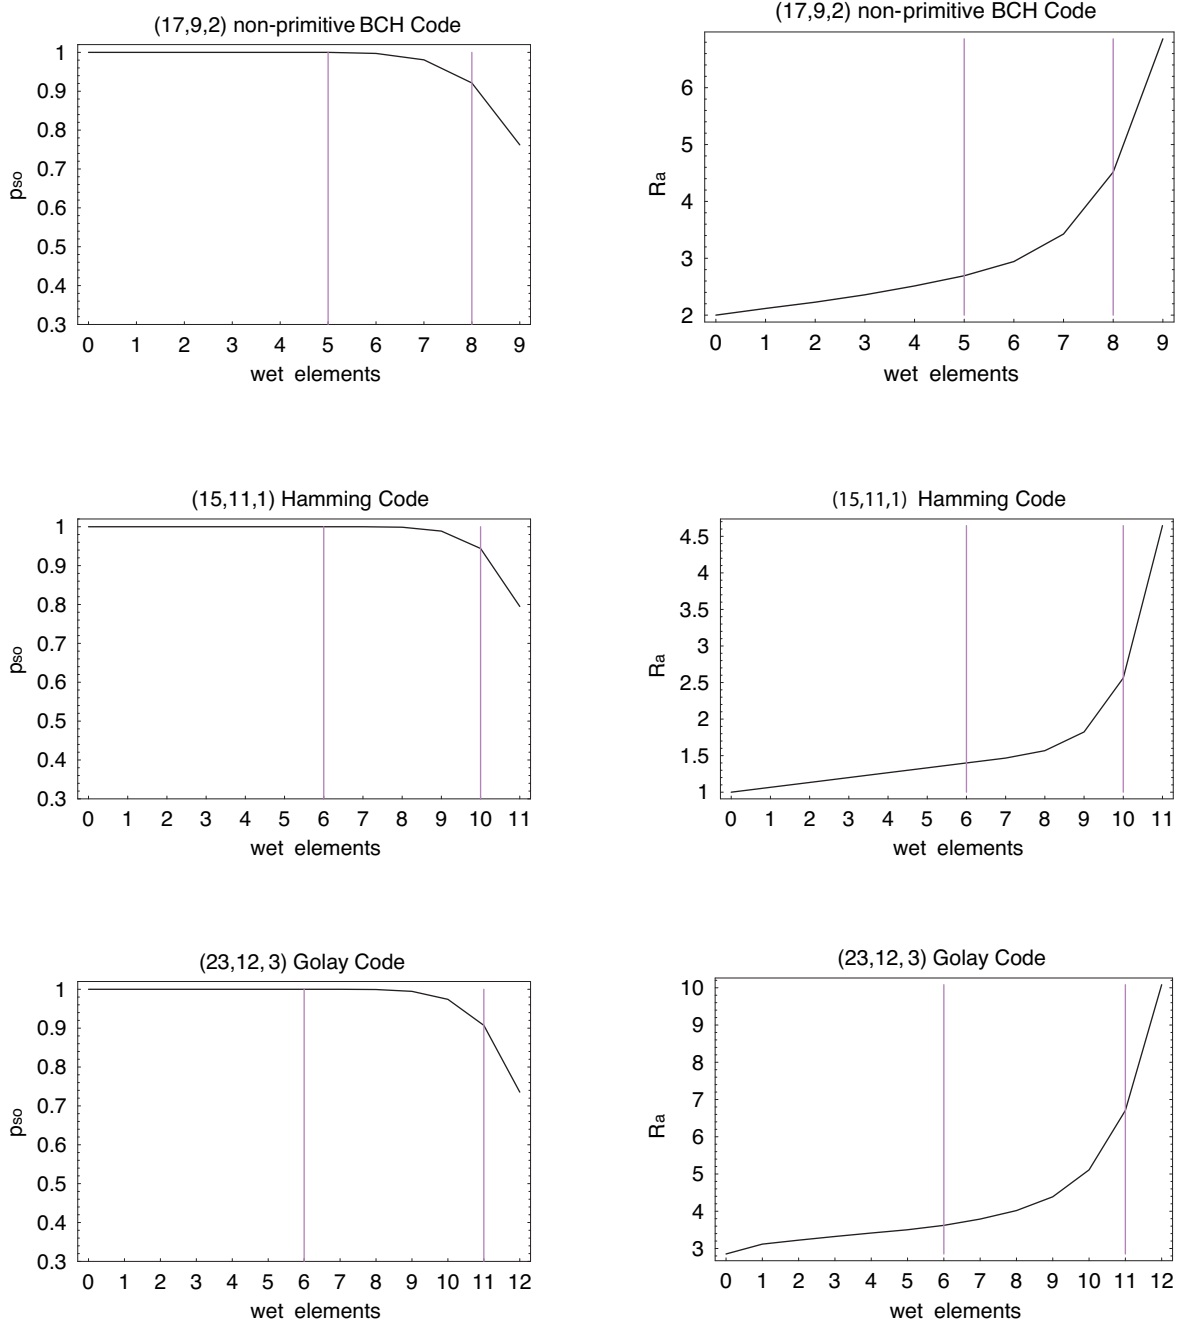 (17,9,2) non-primitive BCH Code
1
0.9
0.8
0.7
0.6
0.5
0.4
0.3
pso
0 1 2 3 4 5 6 7 8 9
wet elements
(17,9,2) non-primitive BCH Code
6
5
4
3
2
Ra
0 1 2 3 4 5 6 7 8 9
wet elements
(15,11,1) Hamming Code
1
0.9
0.8
0.7
0.6
0.5
0.4
0.3
pso
0 1 2 3 4 5 6 7 8 9 10 11
wet elements
(15,11,1) Hamming Code
4.5
4
3.5
3
2.5
2
1.5
1
Ra
0 1 2 3 4 5 6 7 8 9 10 11
wet elements
(23,12,3) Golay Code
1
0.9
0.8
0.7
0.6
0.5
0.4
0.3
pso
0 1 2 3 4 5 6 7 8 9 10 11 12
wet elements
(23,12,3) Golay Code
10
9
8
7
6
5
4
3
Ra
0 1 2 3 4 5 6 7 8 9 10 11 12
wet elements